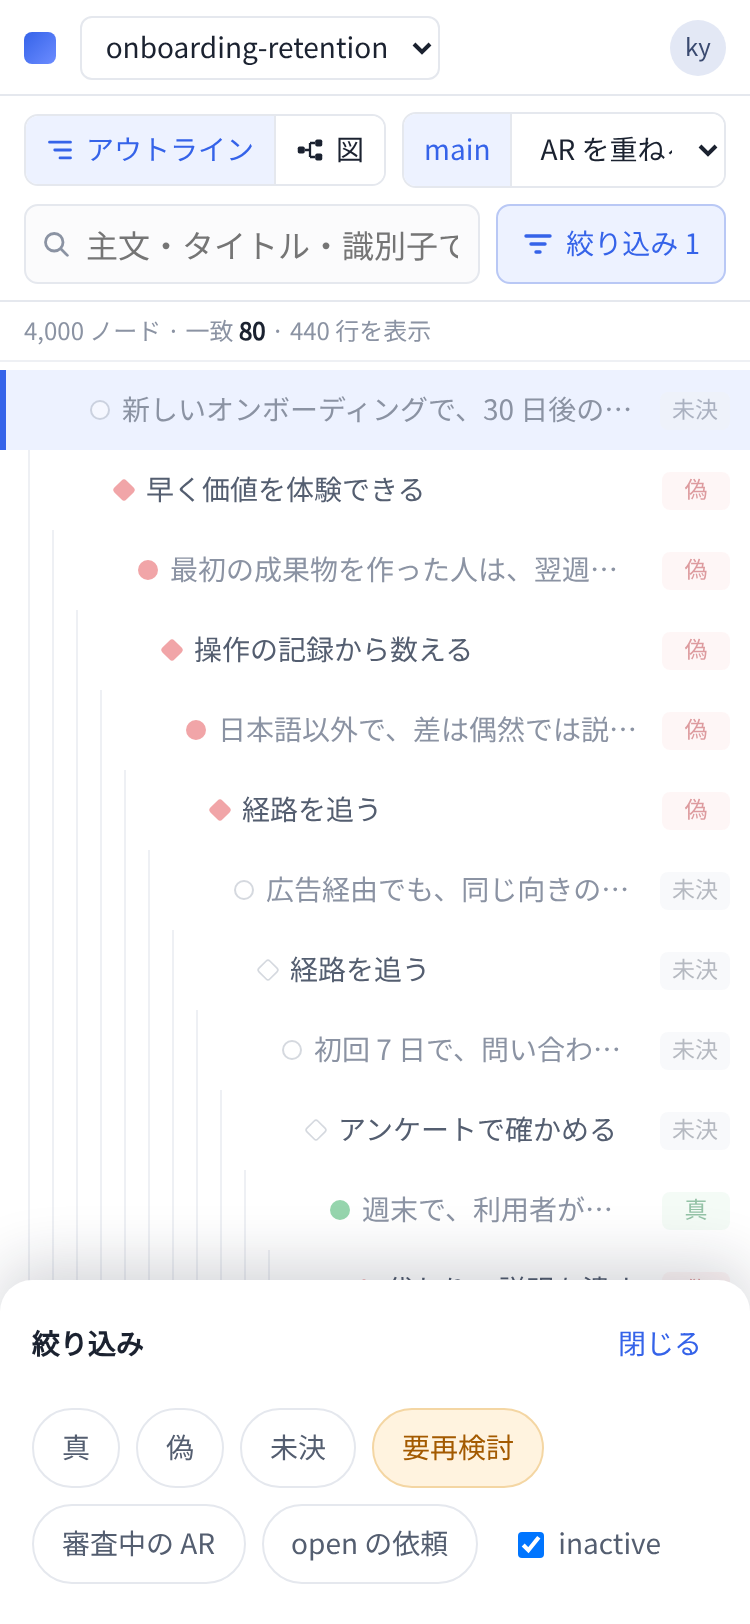 onboarding-retention
ky
アウトライン
図
main
AR を重ね
主文・タイトル・識別子で
絞り込み 1
4,000 ノード · 一致 80 · 440 行を表示
新しいオンボーディングで、30 日後の… 未決
早く価値を体験できる 偽
最初の成果物を作った人は、翌週… 偽
操作の記録から数える 偽
日本語以外で、差は偶然では説… 偽
経路を追う 偽
広告経由でも、同じ向きの… 未決
経路を追う 未決
初回 7 日で、問い合わ… 未決
アンケートで確かめる 未決
週末で、利用者が… 真
絞り込み
閉じる
真
偽
未決
要再検討
審査中の AR
open の依頼
inactive